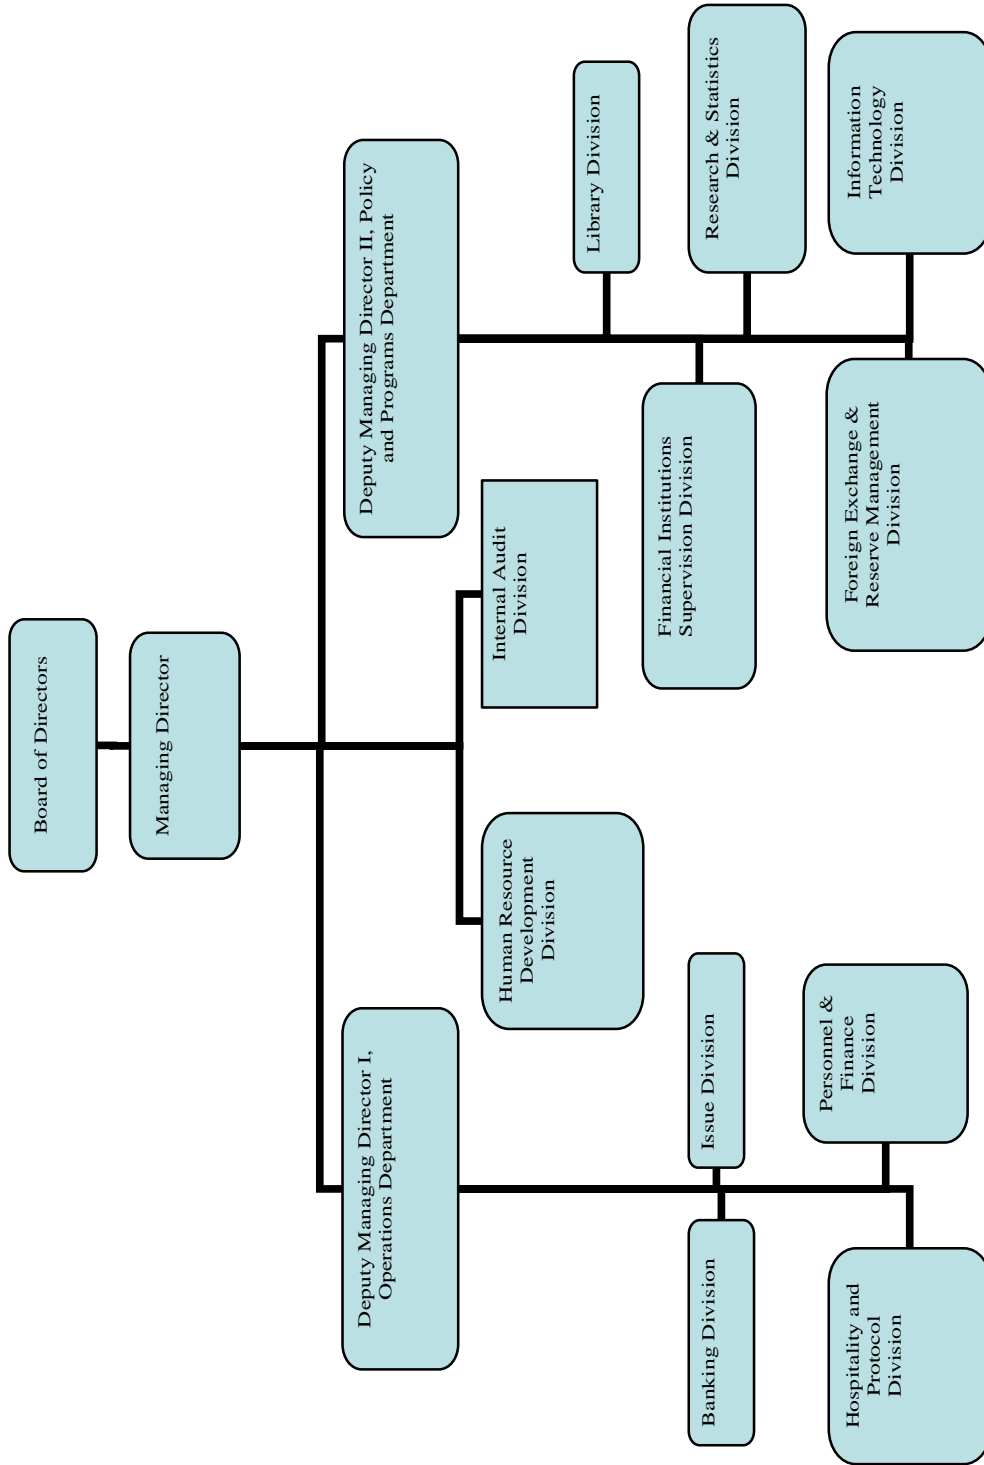 Board of Directors
Managing Director
Deputy Managing Director I,
Operations Department
Deputy Managing Director II, Policy
and Programs Department
Human Resource
Development
Division
Internal Audit
Division
Banking Division
Issue Division
Hospitality and
Protocol
Division
Personnel &
Finance
Division
Library Division
Financial Institutions
Supervision Division
Research & Statistics
Division
Foreign Exchange &
Reserve Management
Division
Information
Technology
Division